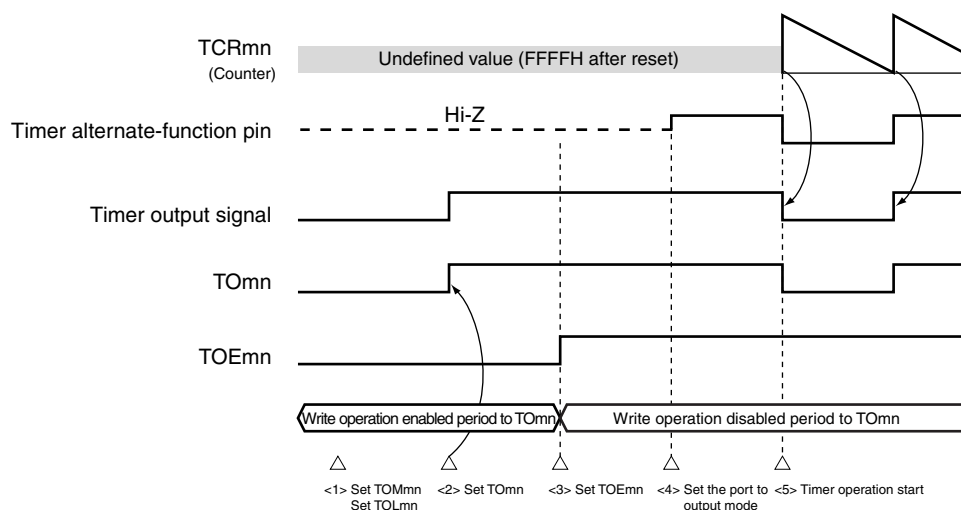 TCRmn
(Counter)
Undefined value (FFFFH after reset)
Timer alternate-function pin
Hi-Z
Timer output signal
TOmn
TOEmn
Write operation enabled period to TOmn
Write operation disabled period to TOmn
<1> Set TOMmn
Set TOLmn
<2> Set TOmn
<3> Set TOEmn
<4> Set the port to
output mode
<5> Timer operation start